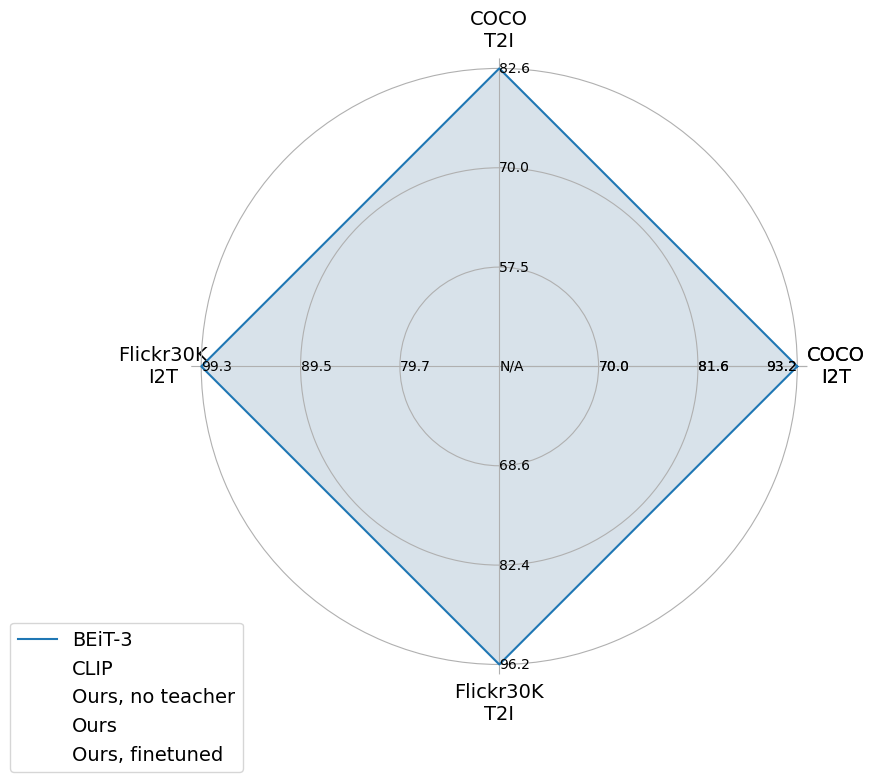 COCO
T2I
82.6
70.0
57.5
Flickr30K
I2T
99.3
89.5
79.7
N/A
70.0
81.6
93.2
COCO
I2T
68.6
82.4
96.2
Flickr30K
T2I
BEiT-3
CLIP
Ours, no teacher
Ours
Ours, finetuned